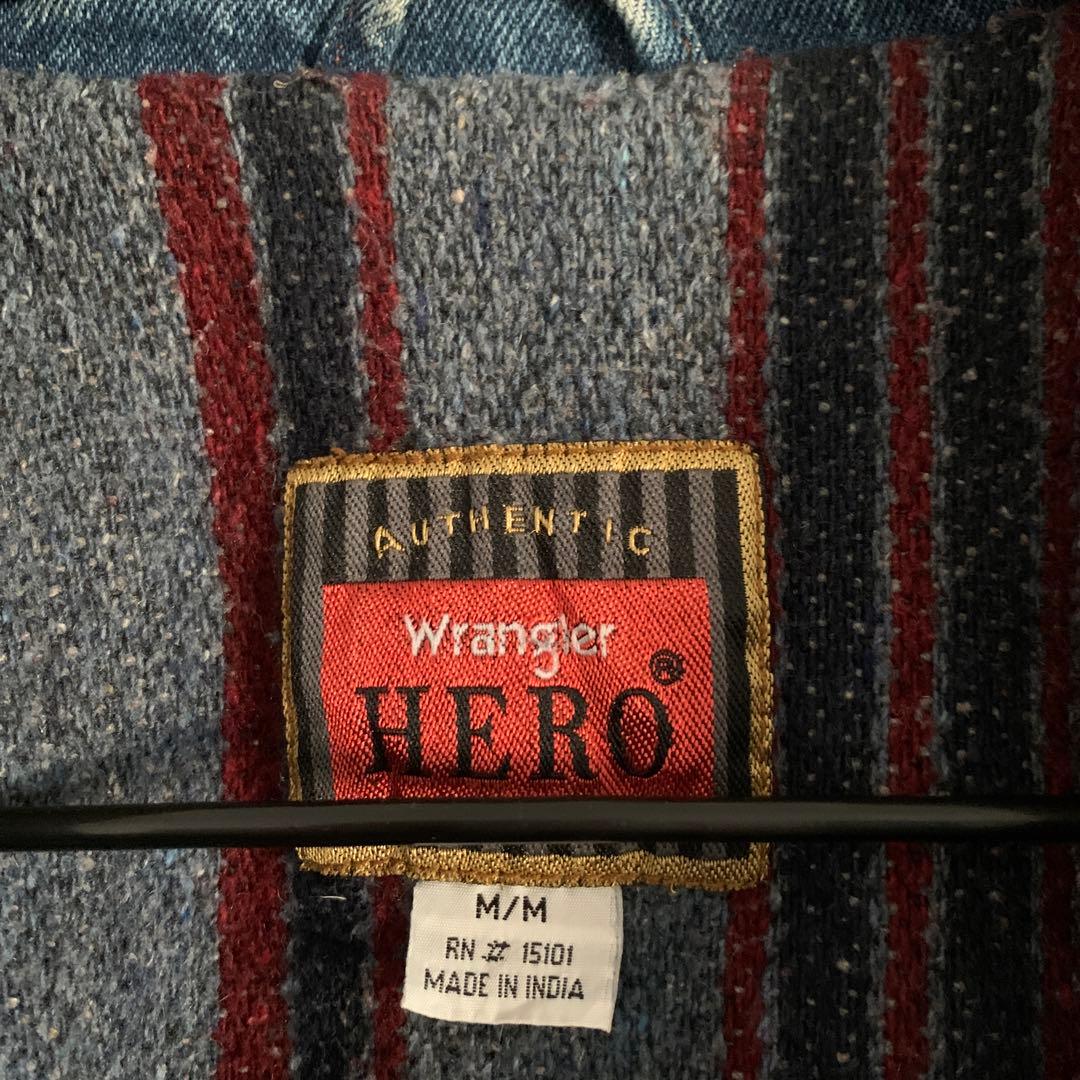 AUTHENTIC
Wrangler
HERO®
M/M
RN # 15101
MADE IN INDIA